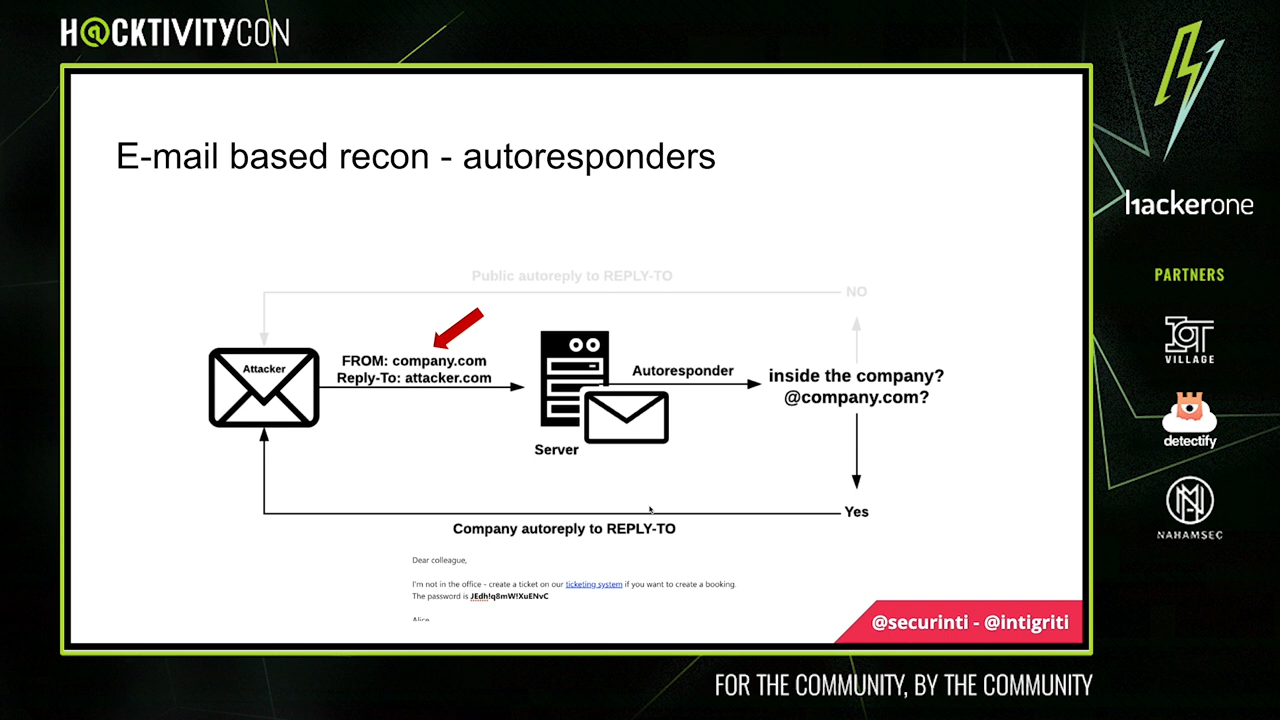 H@CKTIVITYCON
E-mail based recon - autoresponders
Public autoreply to REPLY-TO
NO
Attacker
FROM: company.com
Reply-To: attacker.com
Server
Autoresponder
inside the company?
@company.com?
Yes
Company autoreply to REPLY-TO
Dear colleague,
I'm not in the office - create a ticket on our ticketing system if you want to create a booking.
The password is JEdh!q8mW!XuENvC
Alice
@securinti - @intigriti
hackerone
PARTNERS
IOT
VILLAGE
detectify
NAHAMSEC
FOR THE COMMUNITY, BY THE COMMUNITY